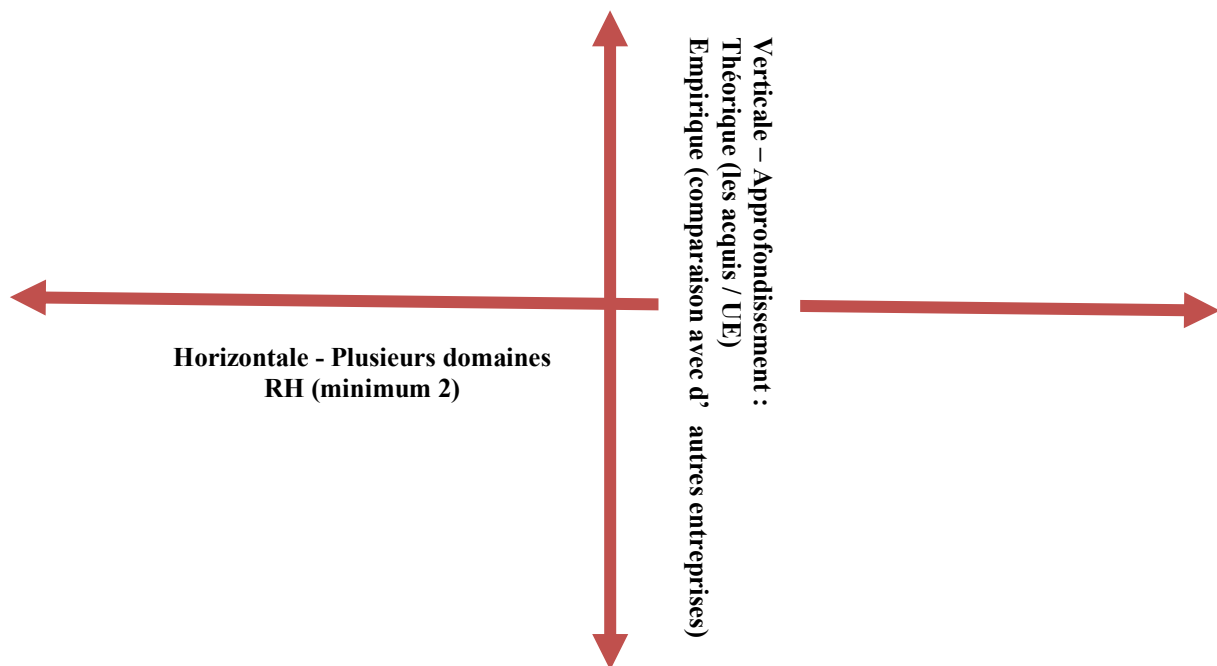 Horizontale - Plusieurs domaines
RH (minimum 2)
Verticale – Approfondissement :
Théorique (les acquis / UE)
Empirique (comparaison avec d’ autres entreprises)